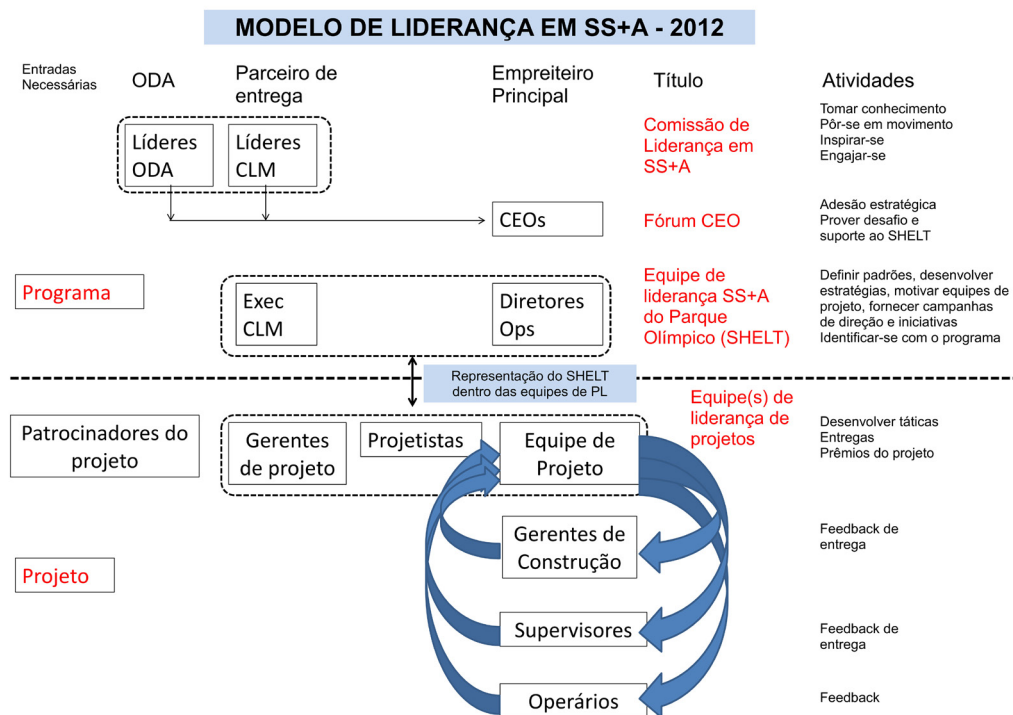 MODELO DE LIDERANÇA EM SS+A - 2012
Entradas
Necessárias
ODA
Parceiro de
entrega
Empreiteiro
Principal
Título
Atividades
Líderes
ODA
Líderes
CLM
Comissão de
Liderança em
SS+A
Tomar conhecimento
Pôr-se em movimento
Inspirar-se
Engajar-se
CEOs
Fórum CEO
Adesão estratégica
Prover desafio e
suporte ao SHELT
Programa
Exec
CLM
Diretores
Ops
Equipe de
liderança SS+A
do Parque
Olímpico (SHELT)
Definir padrões, desenvolver
estratégias, motivar equipes de
projeto, fornecer campanhas
de direção e iniciativas
Identificar-se com o programa
Representação do SHELT
dentro das equipes de PL
Patrocinadores do
projeto
Gerentes
de projeto
Projetistas
Equipe de
Projeto
Equipe(s) de
liderança de
projetos
Desenvolver táticas
Entregas
Prêmios do projeto
Gerentes de
Construção
Feedback de
entrega
Projeto
Supervisores
Feedback de
entrega
Operários
Feedback